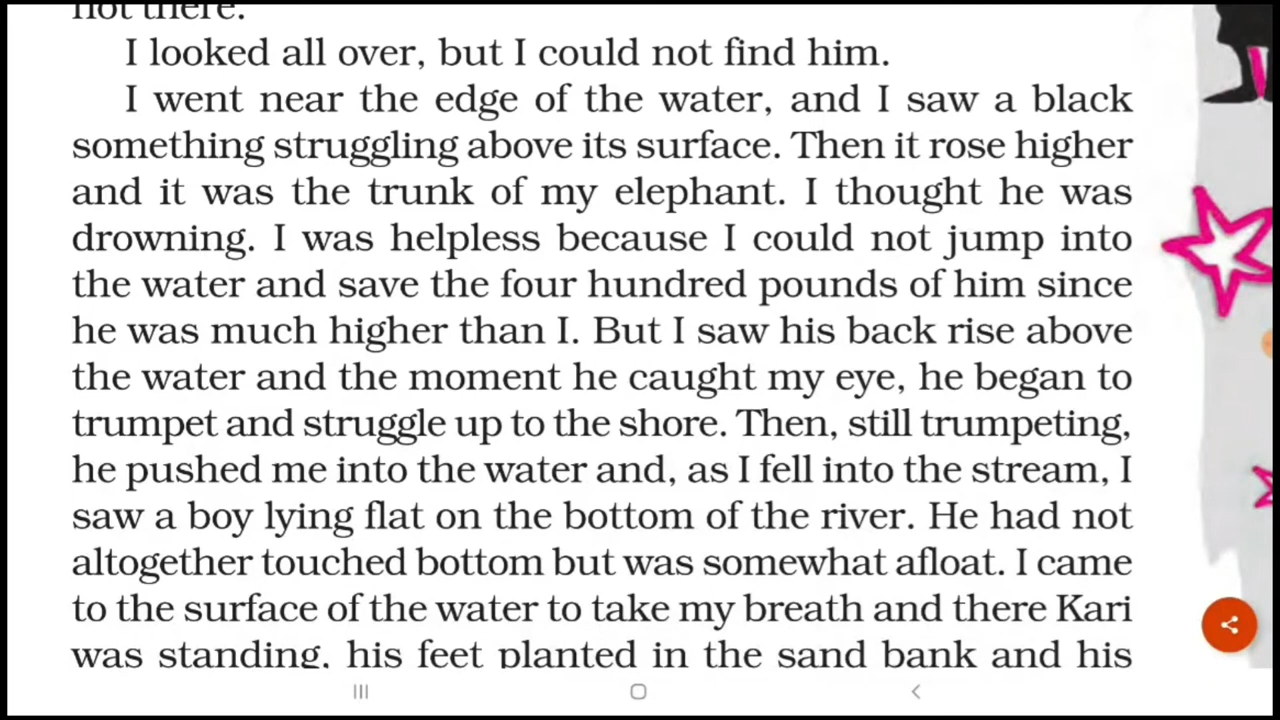 not there.
I looked all over, but I could not find him.
I went near the edge of the water, and I saw a black
something struggling above its surface. Then it rose higher
and it was the trunk of my elephant. I thought he was
drowning. I was helpless because I could not jump into
the water and save the four hundred pounds of him since
he was much higher than I. But I saw his back rise above
the water and the moment he caught my eye, he began to
trumpet and struggle up to the shore. Then, still trumpeting,
he pushed me into the water and, as I fell into the stream, I
saw a boy lying flat on the bottom of the river. He had not
altogether touched bottom but was somewhat afloat. I came
to the surface of the water to take my breath and there Kari
was standing, his feet planted in the sand bank and his